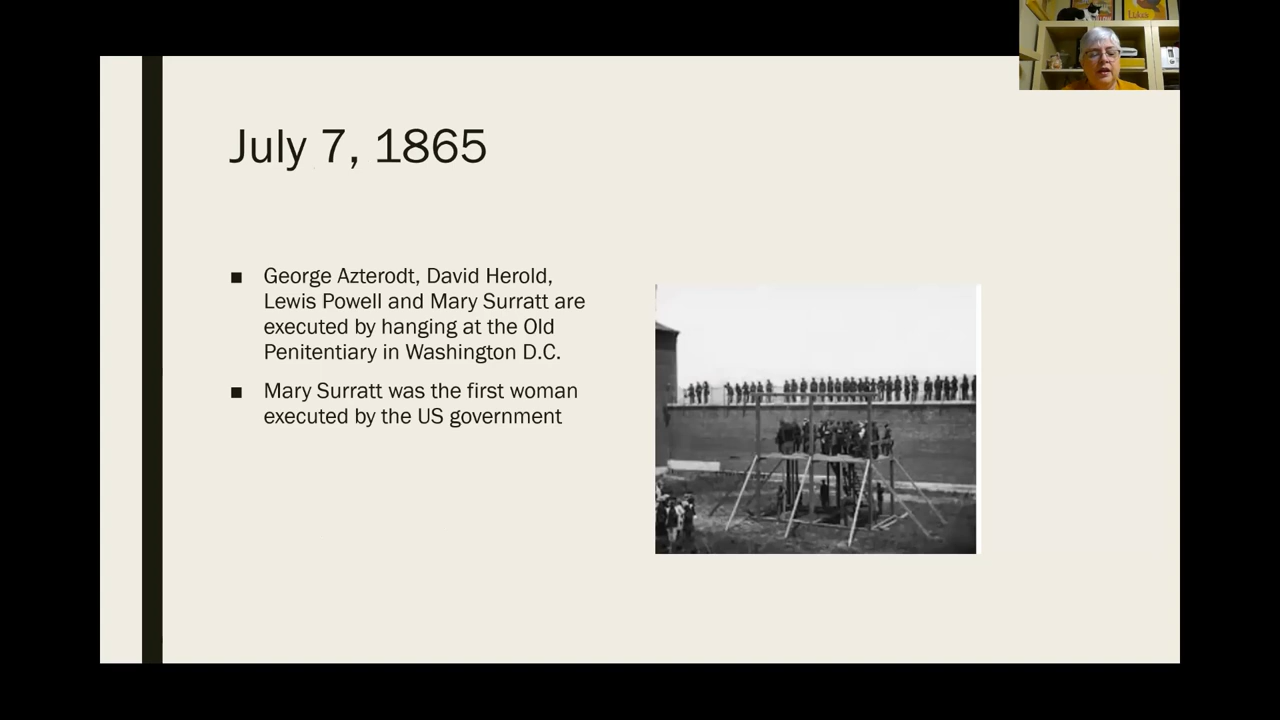 July 7, 1865
■ George Azterodt, David Herold,
Lewis Powell and Mary Surratt are
executed by hanging at the Old
Penitentiary in Washington D.C.
■ Mary Surratt was the first woman
executed by the US government